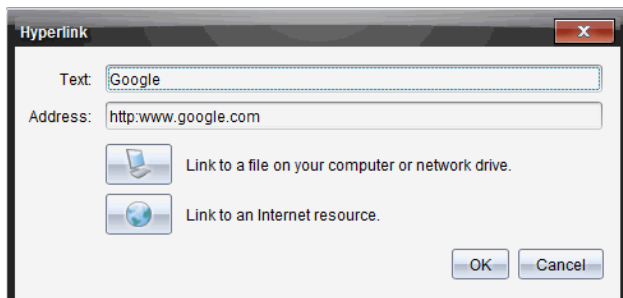 Hyperlink
x
Text: Google
Address: http:www.google.com
Link to a file on your computer or network drive.
Link to an Internet resource.
OK Cancel